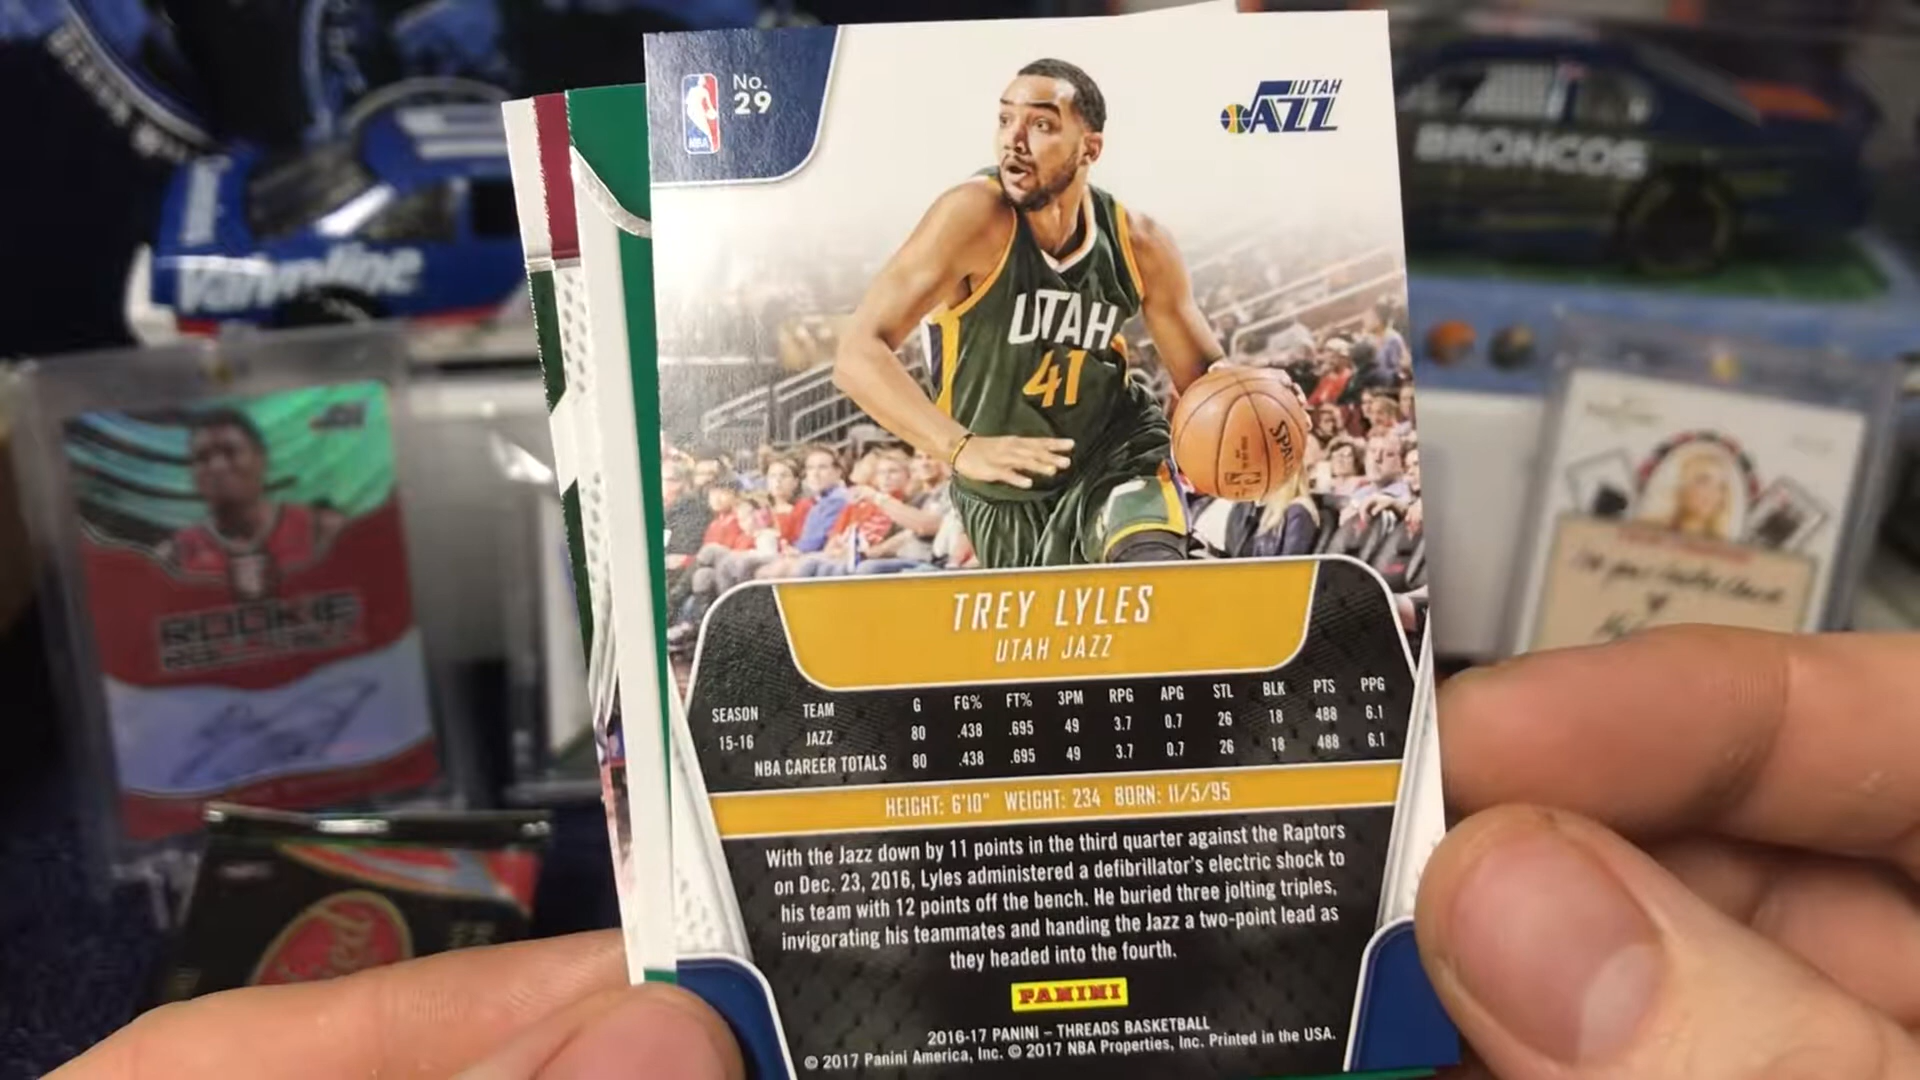 No.
29
NBA
UTAH
JAZZ
BRONCOS
Valvoline
UTAH
41
SPALDING
ROOKIE
TREY LYLES
UTAH JAZZ
SEASON TEAM G FG% FT% 3PM RPG APG STL BLK PTS PPG
15-16 JAZZ 80 .438 .695 49 3.7 0.7 26 18 488 6.1
NBA CAREER TOTALS 80 .438 .695 49 3.7 0.7 26 18 488 6.1
HEIGHT: 6'10" WEIGHT: 234 BORN: 11/5/95
With the Jazz down by 11 points in the third quarter against the Raptors
on Dec. 23, 2016, Lyles administered a defibrillator's electric shock to
his team with 12 points off the bench. He buried three jolting triples,
invigorating his teammates and handing the Jazz a two-point lead as
they headed into the fourth.
PANINI
2016-17 PANINI – THREADS BASKETBALL
© 2017 Panini America, Inc. © 2017 NBA Properties, Inc. Printed in the USA.